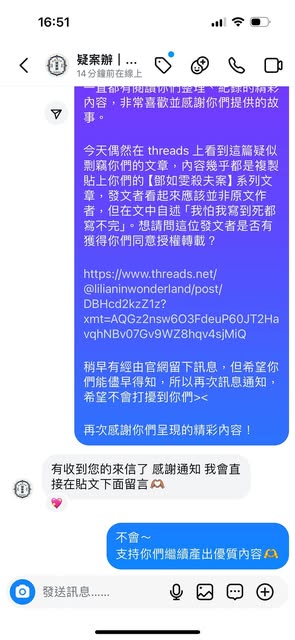 16:51
疑案辦｜...
14 分鐘前在線上
一直都有閱讀你們整理、紀錄的精彩
內容，非常喜歡並感謝你們提供的故
事。
今天偶然在 threads 上看到這篇疑似
剽竊你們的文章，內容幾乎都是複製
貼上你們的【鄧如雯殺夫案】系列文
章，發文者看起來應該並非原文作
者，但在文中自述「我怕我寫到死都
寫不完」。想請問這位發文者是否有
獲得你們同意授權轉載？
https://www.threads.net/
@lilianinwonderland/post/
DBHcd2kzZ1z?
xmt=AQGz2nsw6O3FdeuP60JT2Ha
vqhNBv07Gv9WZ8hqv4sjMiQ
稍早有經由官網留下訊息，但希望你
們能儘早得知，所以再次訊息通知，
希望不會打擾到你們><
再次感謝你們呈現的精彩內容！
有收到您的來信了 感謝通知 我會直
接在貼文下面留言🫶🏽
💖
不會～
支持你們繼續產出優質內容🫶
發送訊息......